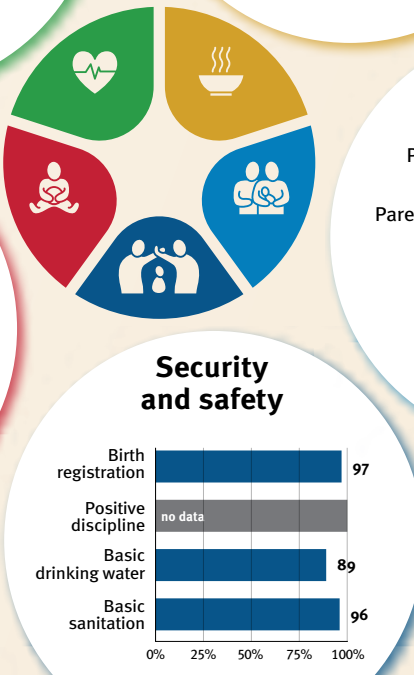 P
Pare
Security
and safety
Birth
registration
97
Positive
discipline
no data
Basic
drinking water
89
Basic
sanitation
96
0% 25% 50% 75% 100%